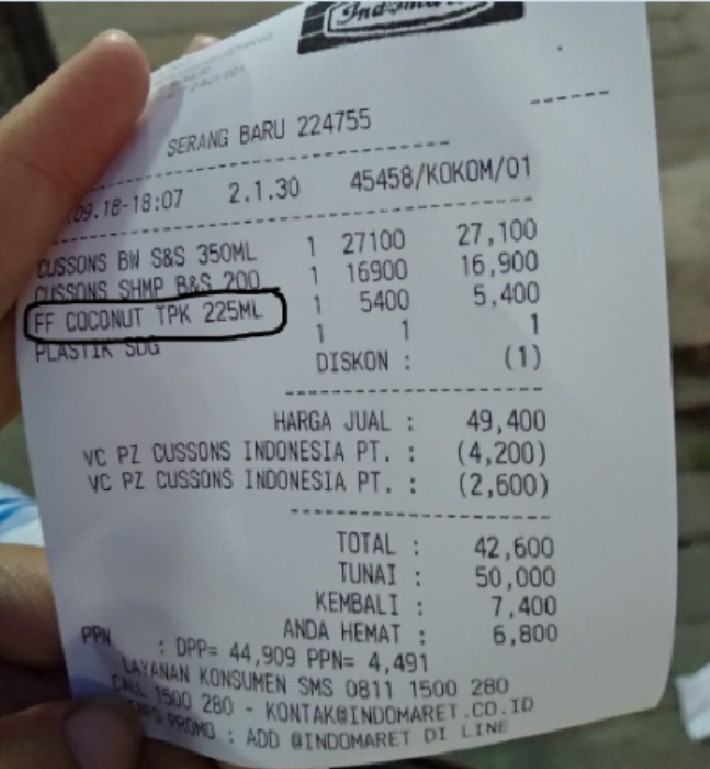 Indomaret
SERANG BARU 224755
09.18-18:07 2.1.30 45458/KOKOM/01
CUSSONS BW S&S 350ML 1 27100 27,100
CUSSONS SHMP B&S 200 1 16900 16,900
FF COCONUT TPK 225ML 1 5400 5,400
PLASTIK SDG 1 1 1
DISKON : (1)
HARGA JUAL : 49,400
VC PZ CUSSONS INDONESIA PT. : (4,200)
VC PZ CUSSONS INDONESIA PT. : (2,600)
TOTAL : 42,600
TUNAI : 50,000
KEMBALI : 7,400
ANDA HEMAT : 6,800
PPN : DPP= 44,909 PPN= 4,491
LAYANAN KONSUMEN SMS 0811 1500 280
CALL 1500 280 - KONTAK@INDOMARET.CO.ID
PROMO : ADD @INDOMARET DI LINE